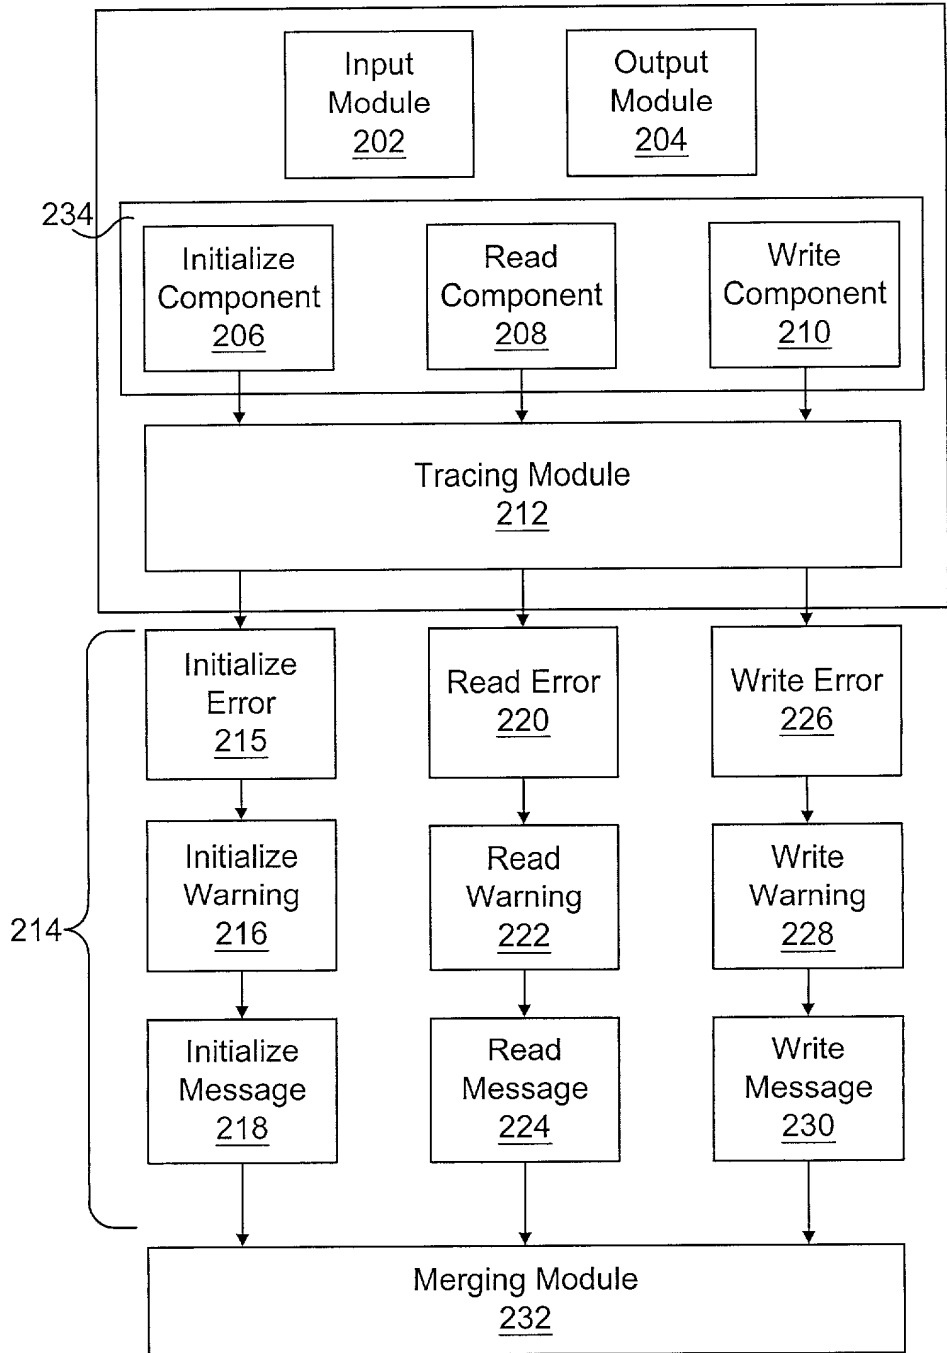 Input
Module
202
Output
Module
204
234
Initialize
Component
206
Read
Component
208
Write
Component
210
Tracing Module
212
214
Initialize
Error
215
Read Error
220
Write Error
226
Initialize
Warning
216
Read
Warning
222
Write
Warning
228
Initialize
Message
218
Read
Message
224
Write
Message
230
Merging Module
232